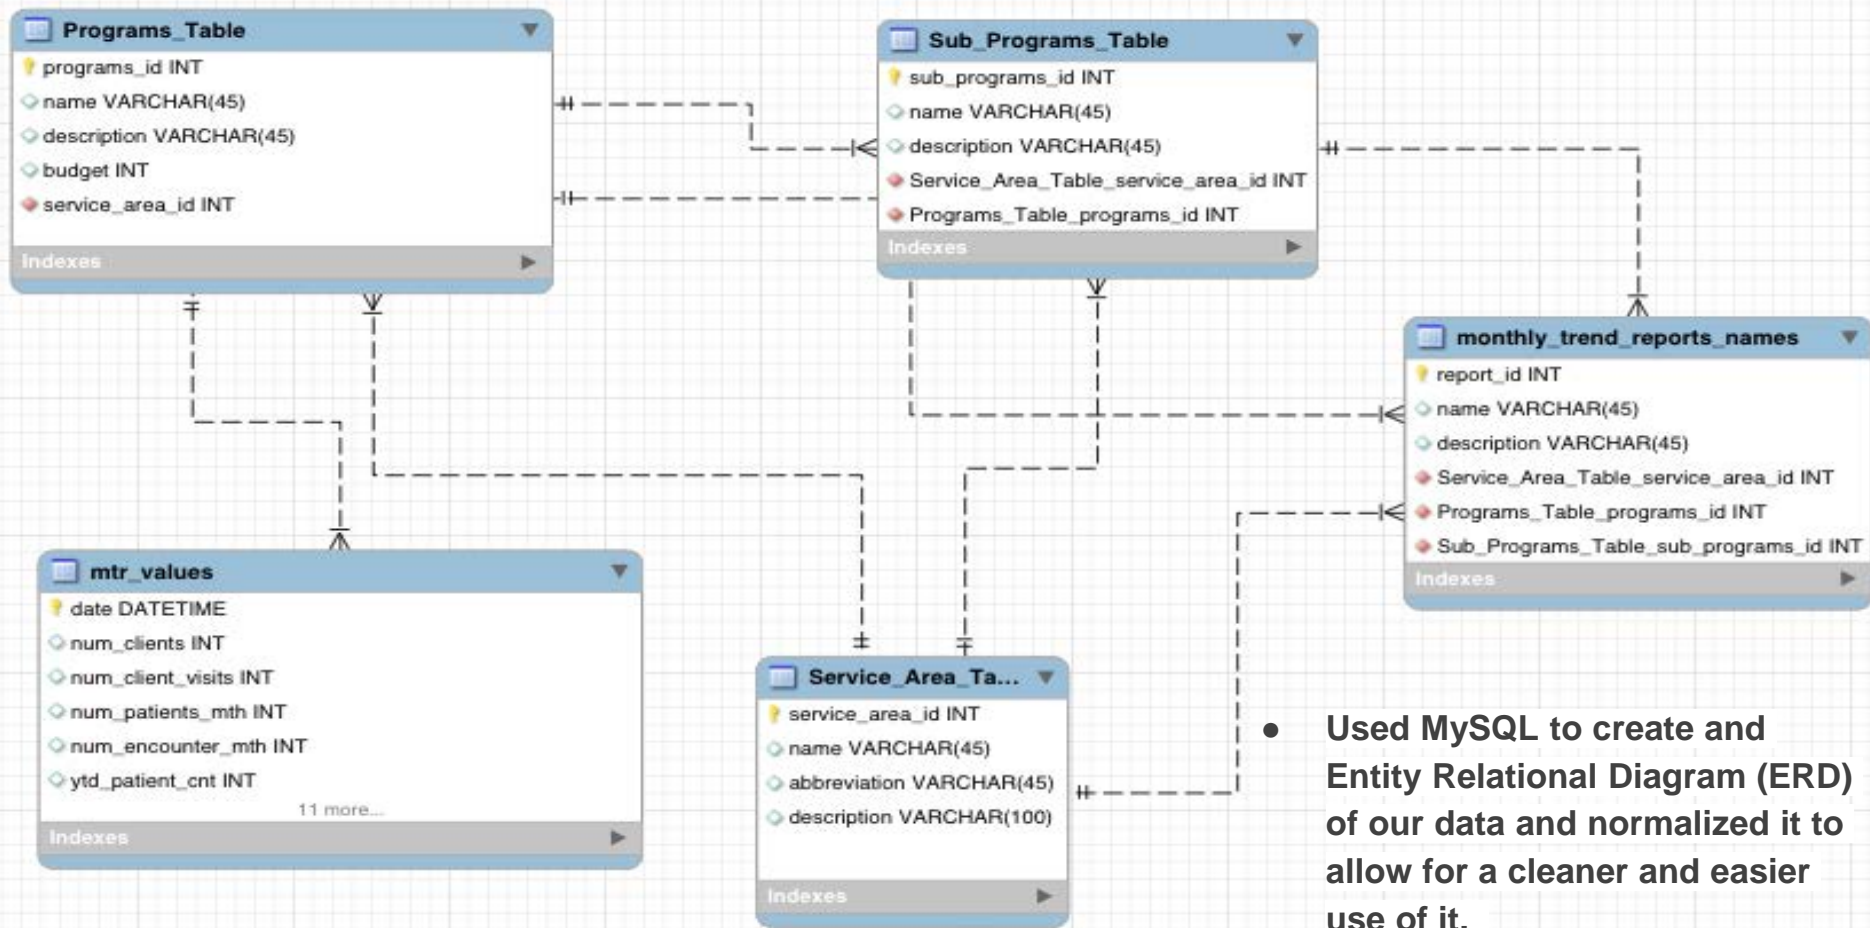 Programs_Table
programs_id INT
name VARCHAR(45)
description VARCHAR(45)
budget INT
service_area_id INT
Indexes
Sub_Programs_Table
sub_programs_id INT
name VARCHAR(45)
description VARCHAR(45)
Service_Area_Table_service_area_id INT
Programs_Table_programs_id INT
Indexes
monthly_trend_reports_names
report_id INT
name VARCHAR(45)
description VARCHAR(45)
Service_Area_Table_service_area_id INT
Programs_Table_programs_id INT
Sub_Programs_Table_sub_programs_id INT
Indexes
mtr_values
date DATETIME
num_clients INT
num_client_visits INT
num_patients_mth INT
num_encounter_mth INT
ytd_patient_cnt INT
11 more...
Indexes
Service_Area_Ta...
service_area_id INT
name VARCHAR(45)
abbreviation VARCHAR(45)
description VARCHAR(100)
Indexes
● Used MySQL to create and
Entity Relational Diagram (ERD)
of our data and normalized it to
allow for a cleaner and easier
use of it.